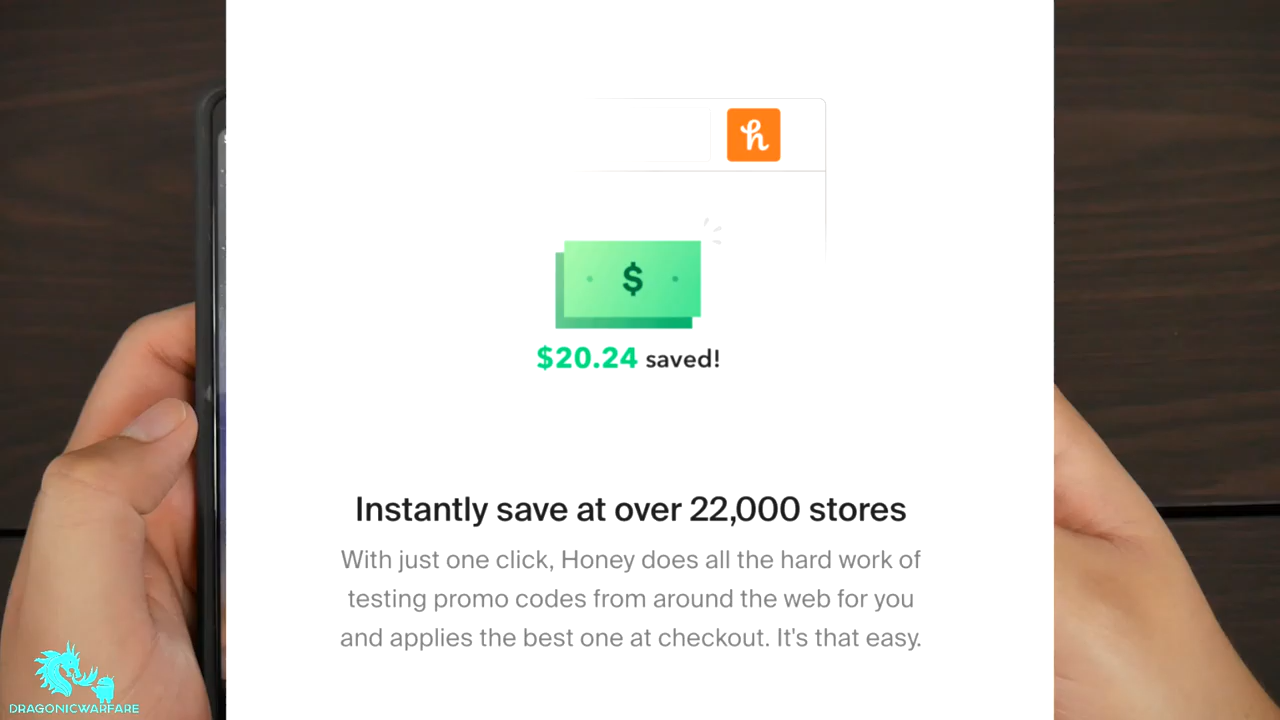 h
$
$20.24 saved!
Instantly save at over 22,000 stores
With just one click, Honey does all the hard work of
testing promo codes from around the web for you
and applies the best one at checkout. It's that easy.
DRAGONICWARFARE